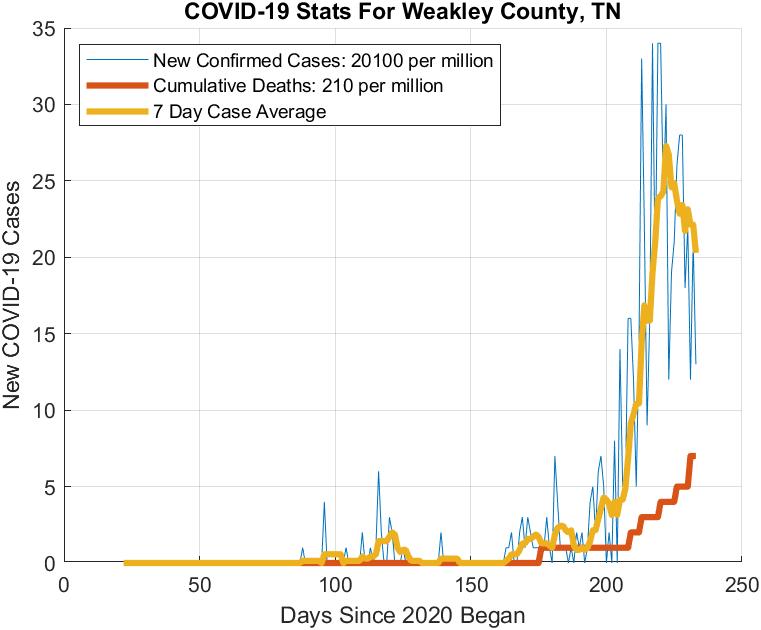 COVID-19 Stats For Weakley County, TN
New Confirmed Cases: 20100 per million
Cumulative Deaths: 210 per million
7 Day Case Average
New COVID-19 Cases
35
30
25
20
15
10
5
0
0 50 100 150 200 250
Days Since 2020 Began